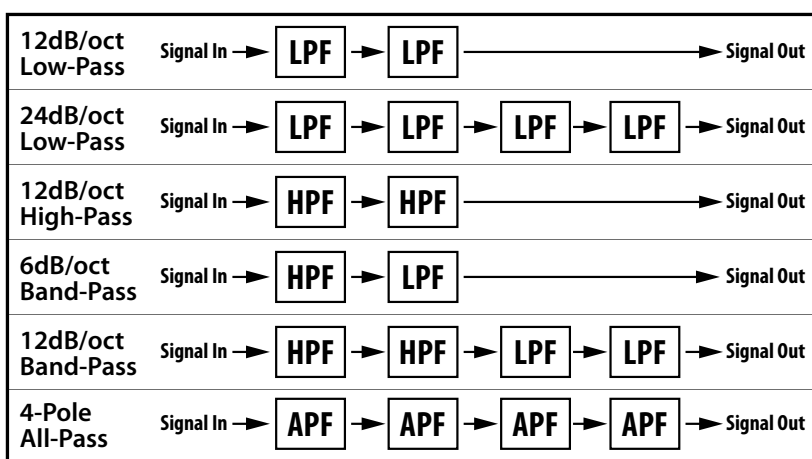 12dB/oct
Low-Pass
Signal In LPF LPF Signal Out
24dB/oct
Low-Pass
Signal In LPF LPF LPF LPF Signal Out
12dB/oct
High-Pass
Signal In HPF HPF Signal Out
6dB/oct
Band-Pass
Signal In HPF LPF Signal Out
12dB/oct
Band-Pass
Signal In HPF HPF LPF LPF Signal Out
4-Pole
All-Pass
Signal In APF APF APF APF Signal Out